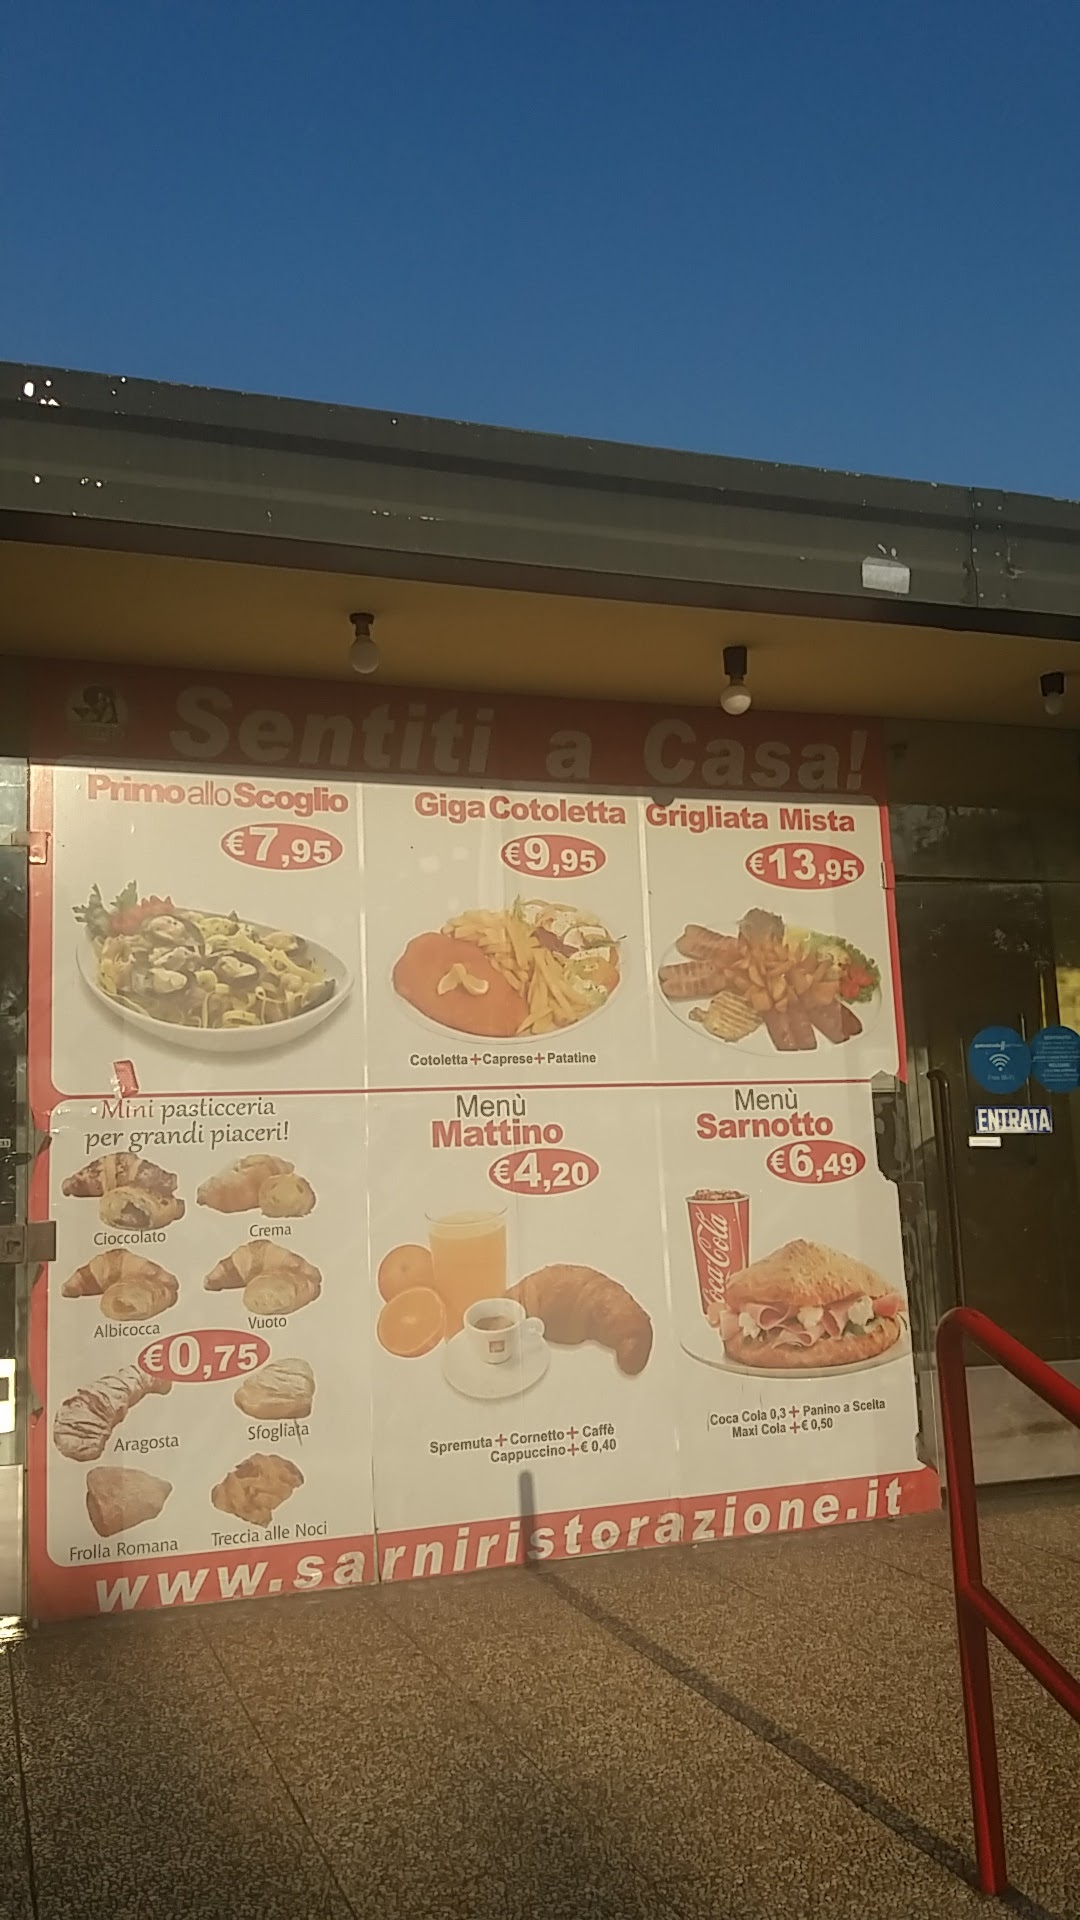 Sentiti a Casa!
Primo allo Scoglio
€7,95
Giga Cotoletta
€9,95
Cotoletta+Caprese+Patatine
Grigliata Mista
€13,95
Mini pasticceria
per grandi piaceri!
Cioccolato
Crema
Albicocca
Vuoto
€0,75
Aragosta
Sfogliata
Frolla Romana
Treccia alle Noci
Menù
Mattino
€4,20
Spremuta+Cornetto+Caffè
Cappuccino+€ 0,40
Menù
Sarnotto
€6,49
Coca-Cola
Coca Cola 0,3+Panino a Scelta
Maxi Cola+€ 0,50
www.sarniristorazione.it
Free Wi-Fi
ENTRATA